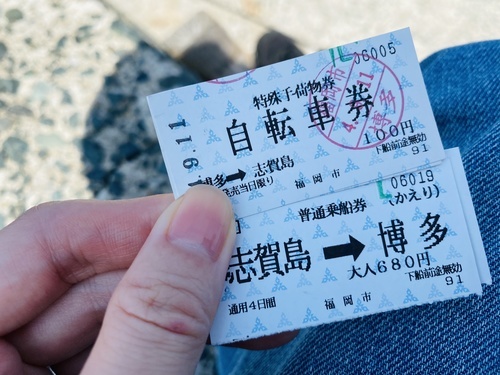 06005
特殊手荷物券
自転車券
9.11
100円
博多→志賀島
下船前途無効
発売当日限り
福岡市
91
博多
06019
普通乗船券
(かえり)
志賀島→博多
大人680円
下船前途無効
通用4日間
福岡市
91